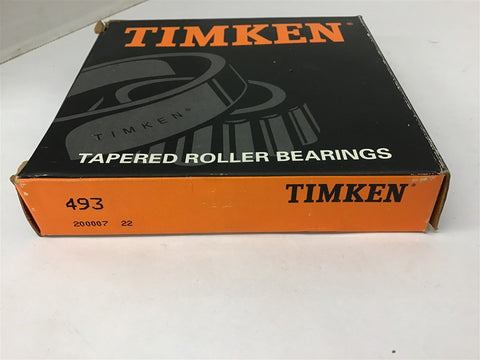 TIMKEN®
TIMKEN®
TAPERED ROLLER BEARINGS
493
TIMKEN®
200007 22